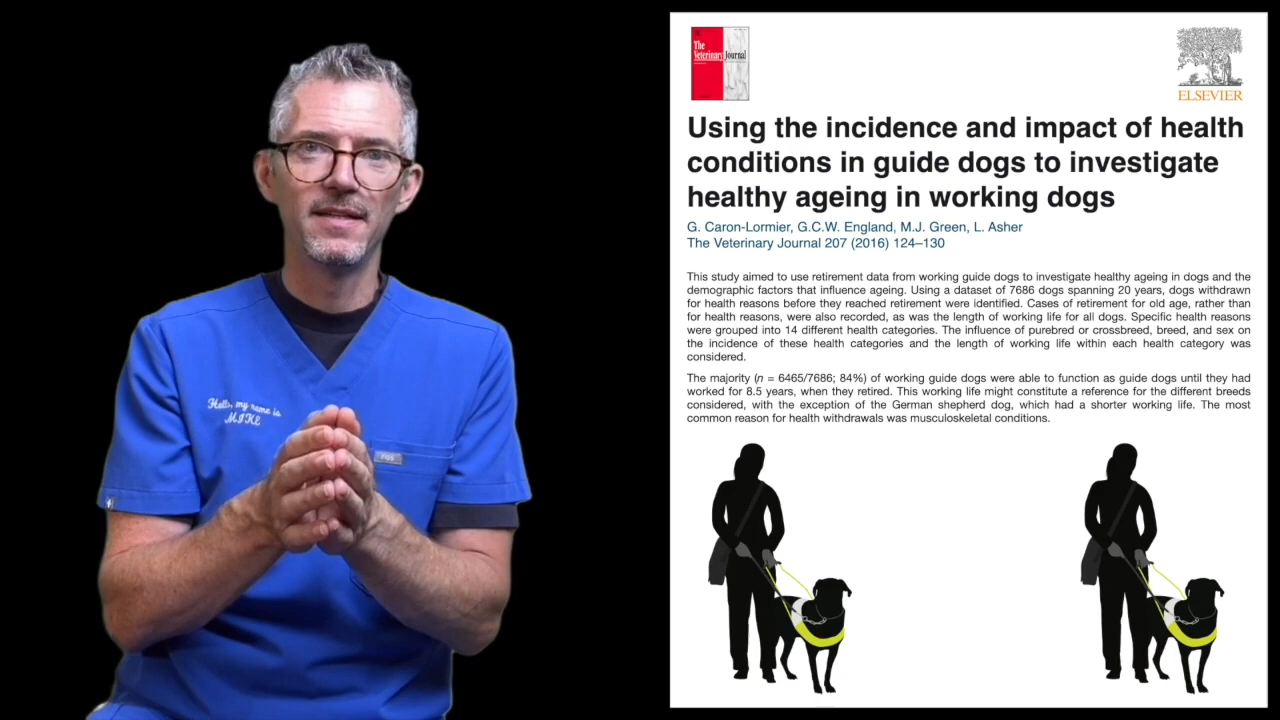 Hello, my name is
MIKE
FIGS
The
Veterinary Journal
ELSEVIER
Using the incidence and impact of health
conditions in guide dogs to investigate
healthy ageing in working dogs
G. Caron-Lormier, G.C.W. England, M.J. Green, L. Asher
The Veterinary Journal 207 (2016) 124–130
This study aimed to use retirement data from working guide dogs to investigate healthy ageing in dogs and the
demographic factors that influence ageing. Using a dataset of 7686 dogs spanning 20 years, dogs withdrawn
for health reasons before they reached retirement were identified. Cases of retirement for old age, rather than
for health reasons, were also recorded, as was the length of working life for all dogs. Specific health reasons
were grouped into 14 different health categories. The influence of purebred or crossbreed, breed, and sex on
the incidence of these health categories and the length of working life within each health category was
considered.
The majority (n = 6465/7686; 84%) of working guide dogs were able to function as guide dogs until they had
worked for 8.5 years, when they retired. This working life might constitute a reference for the different breeds
considered, with the exception of the German shepherd dog, which had a shorter working life. The most
common reason for health withdrawals was musculoskeletal conditions.